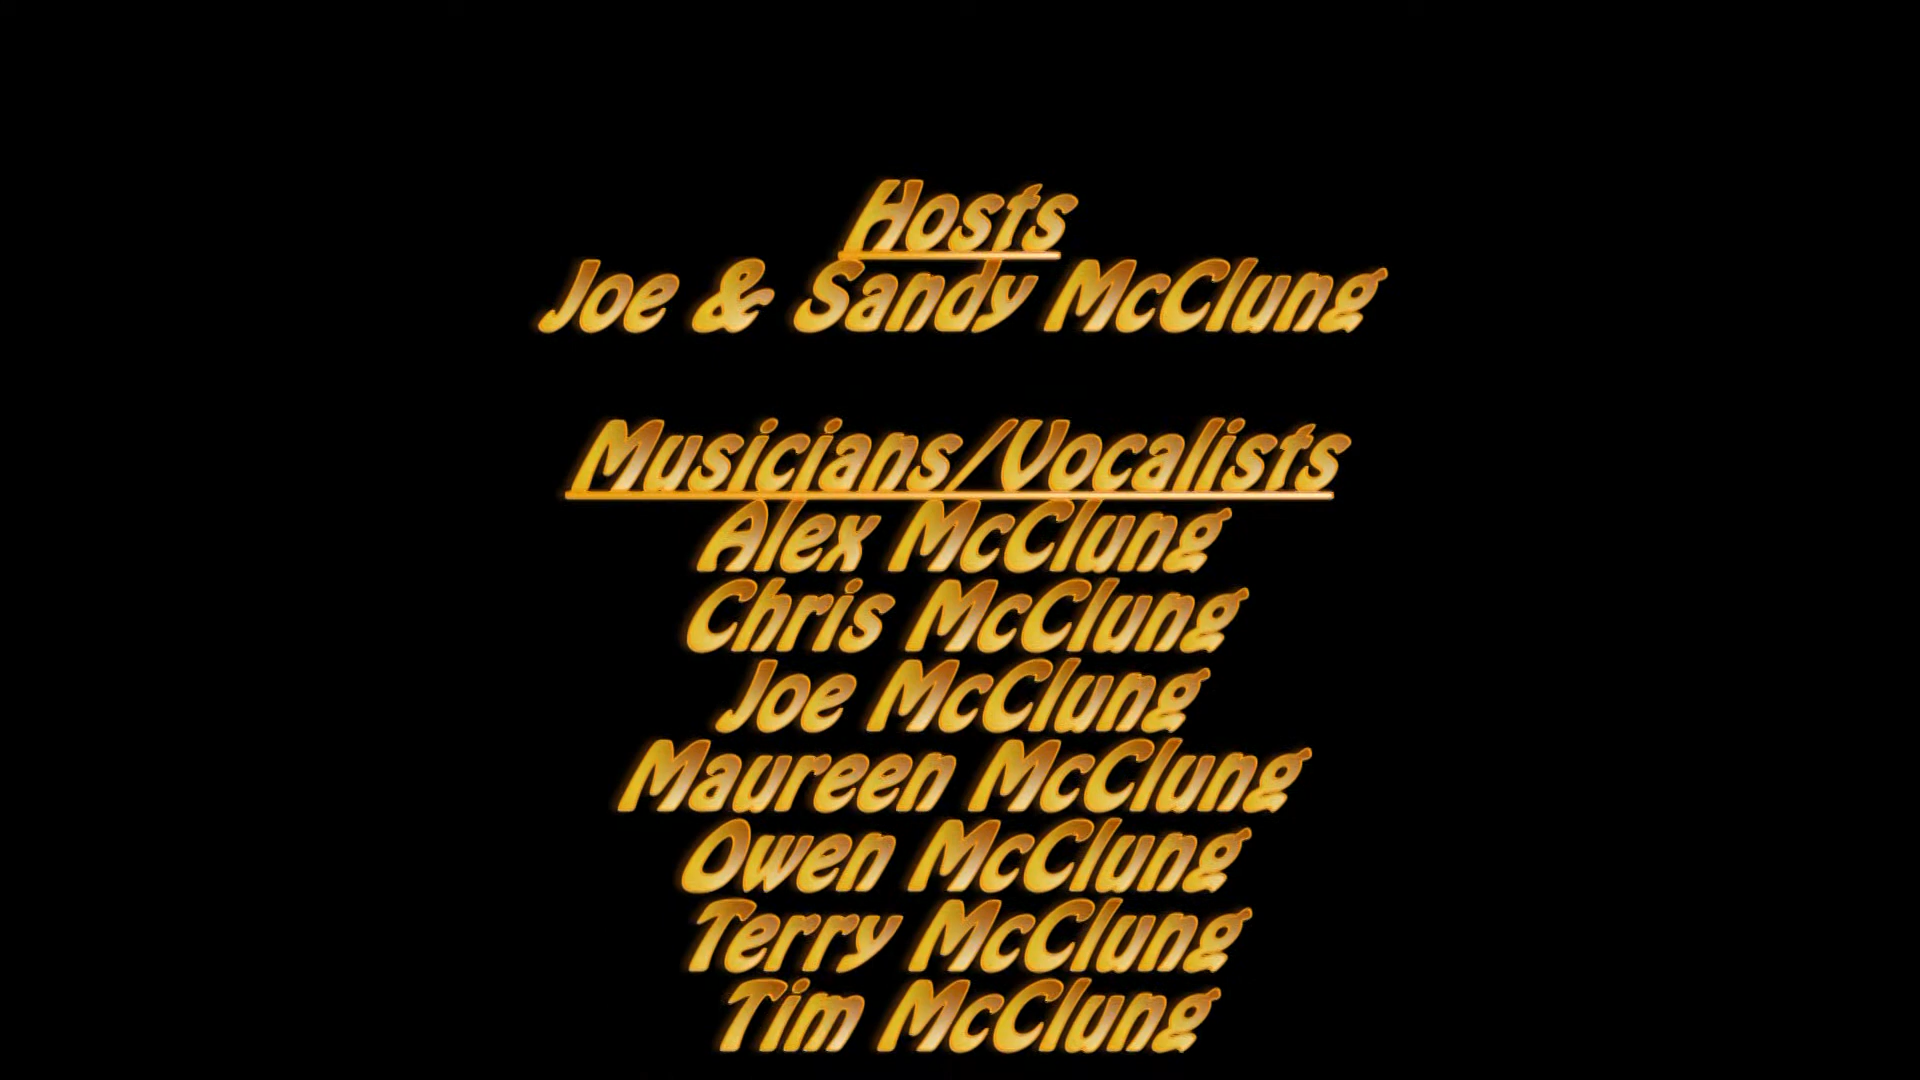 Hosts
Joe & Sandy McClung
Musicians/Vocalists
Alex McClung
Chris McClung
Joe McClung
Maureen McClung
Owen McClung
Terry McClung
Tim McClung